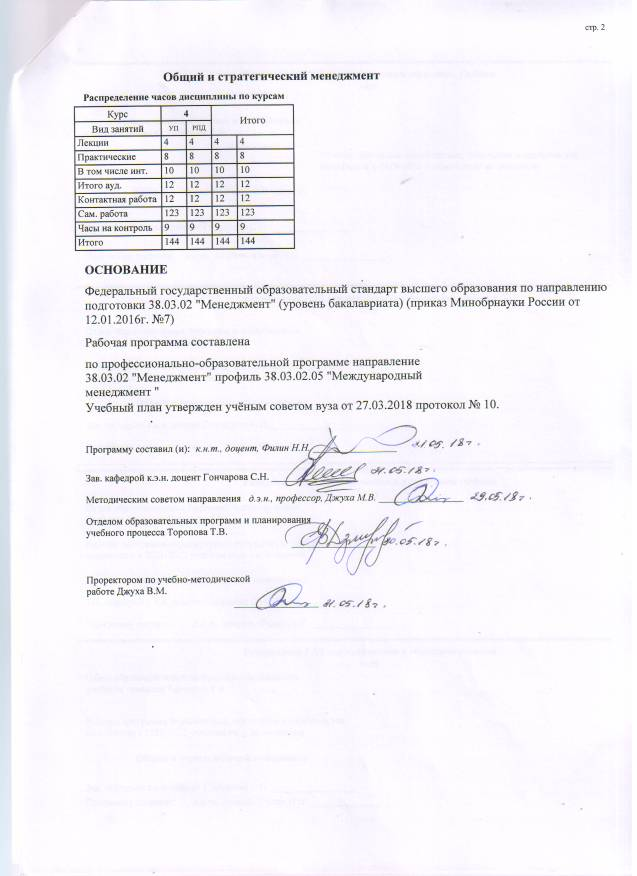 стр. 2
Общий и стратегический менеджмент
Распределение часов дисциплины по курсам
Курс 4 Итого
Вид занятий УП РПД
Лекции 4 4 4 4
Практические 8 8 8 8
В том числе инт. 10 10 10 10
Итого ауд. 12 12 12 12
Контактная работа 12 12 12 12
Сам. работа 123 123 123 123
Часы на контроль 9 9 9 9
Итого 144 144 144 144
ОСНОВАНИЕ
Федеральный государственный образовательный стандарт высшего образования по направлению
подготовки 38.03.02 "Менеджмент" (уровень бакалавриата) (приказ Минобрнауки России от
12.01.2016г. №7)
Рабочая программа составлена
по профессионально-образовательной программе направление
38.03.02 "Менеджмент" профиль 38.03.02.05 "Международный
менеджмент "
Учебный план утвержден учёным советом вуза от 27.03.2018 протокол № 10.
Программу составил (и): к.н.т., доцент, Филин Н.Н. 21.05.18г.
Зав. кафедрой к.э.н. доцент Гончарова С.Н. 21.05.18г.
Методическим советом направления д.э.н., профессор, Джуха М.В. 29.05.18г.
Отделом образовательных программ и планирования
учебного процесса Торопова Т.В. 30.05.18г.
Проректором по учебно-методической
работе Джуха В.М.
31.05.18г.